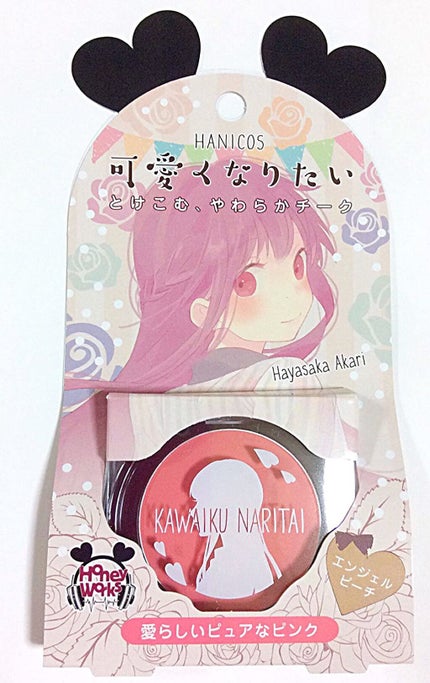 HANICOS
可愛くなりたい
とけこむ、やわらかチーク
Hayasaka Akari
KAWAIKU NARITAI
Honey
Works
エンジェル
ピーチ
愛らしいピュアなピンク